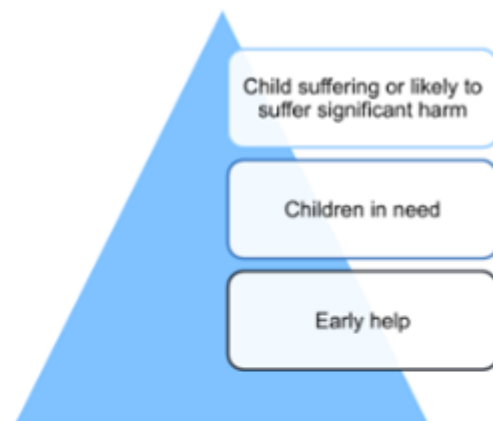 Child suffering or likely to
suffer significant harm
Children in need
Early help